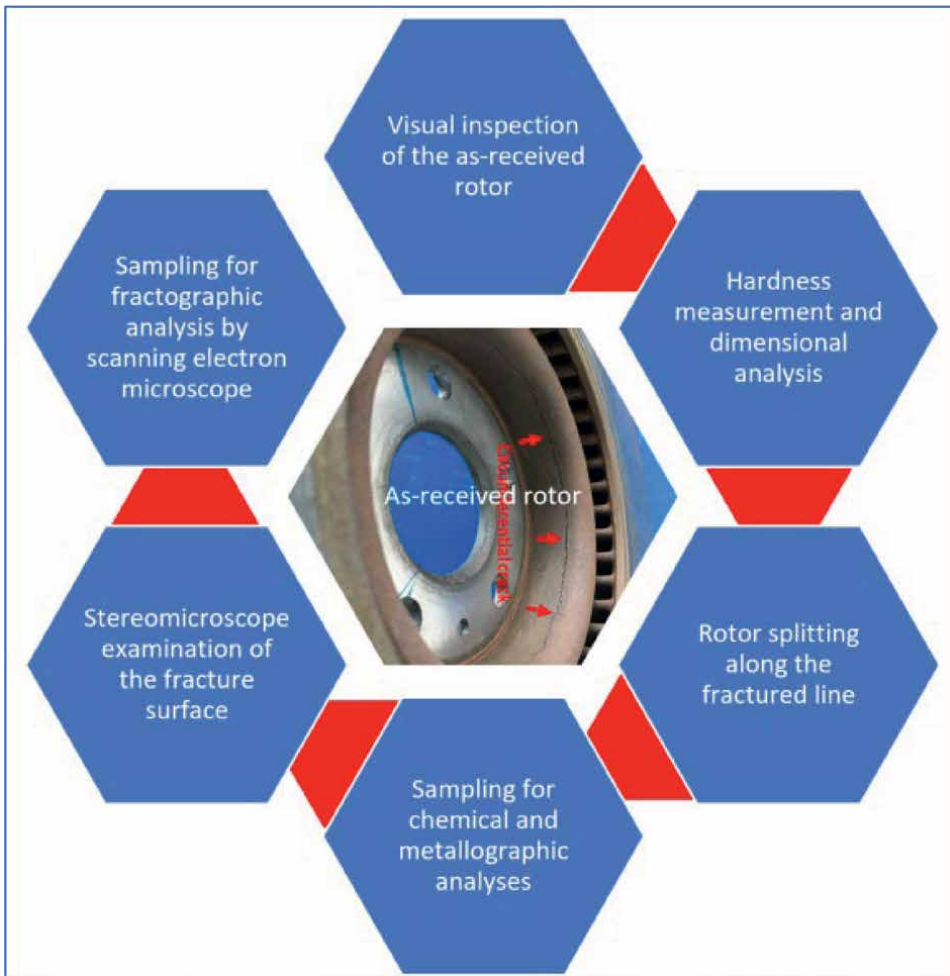 Visual inspection
of the as-received
rotor
Hardness
measurement and
dimensional
analysis
Rotor splitting
along the
fractured line
Sampling for
chemical and
metallographic
analyses
Stereomicroscope
examination of
the fracture
surface
Sampling for
fractographic
analysis by
scanning electron
microscope
As-received rotor
Circumferential crack